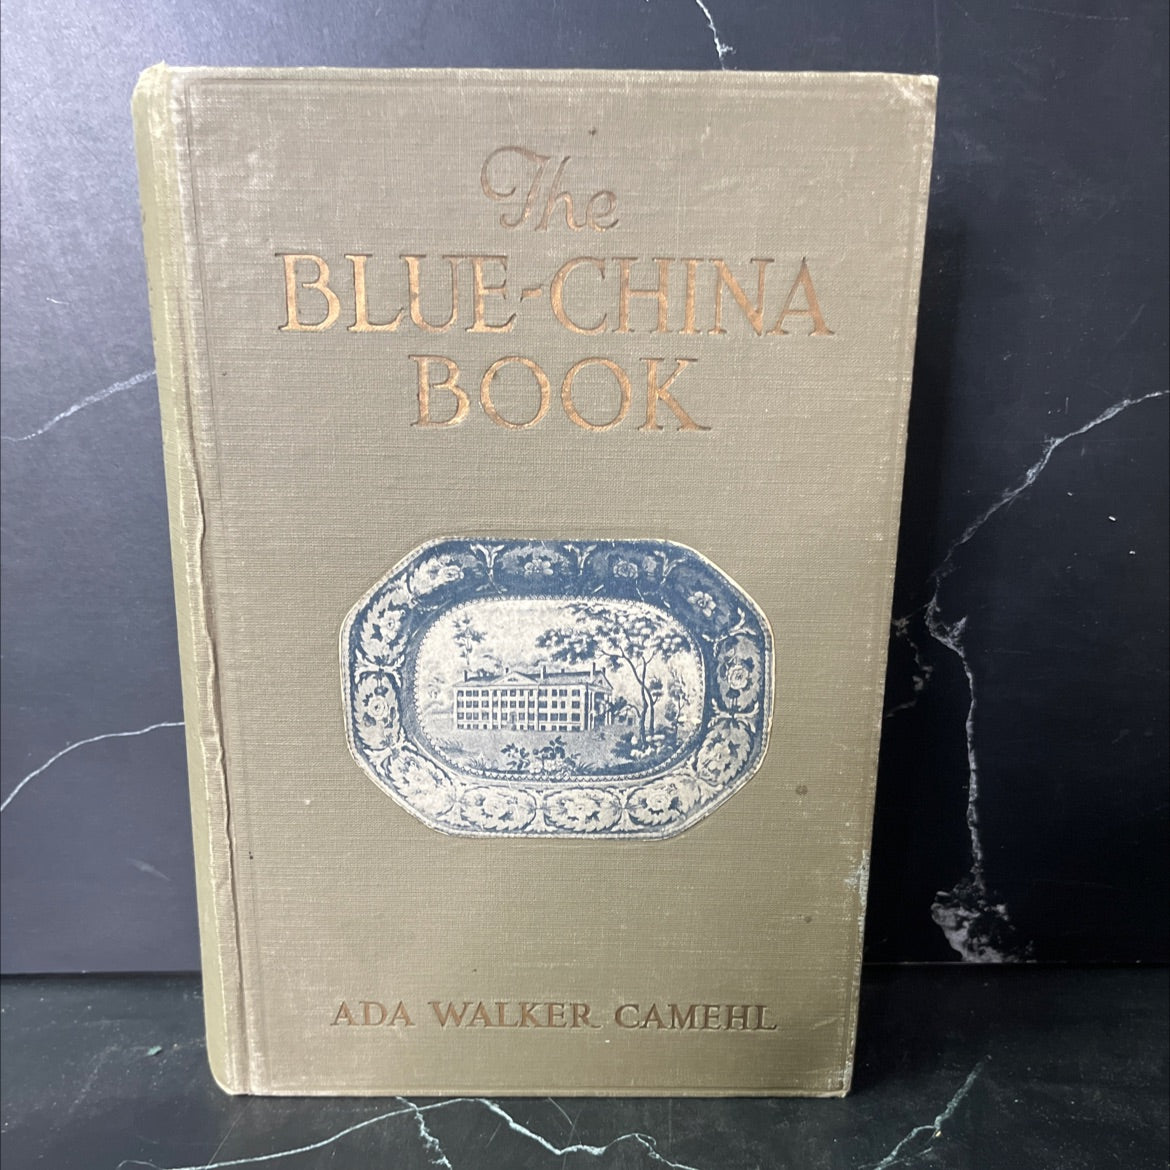 The
BLUE-CHINA
BOOK
ADA WALKER CAMEHL